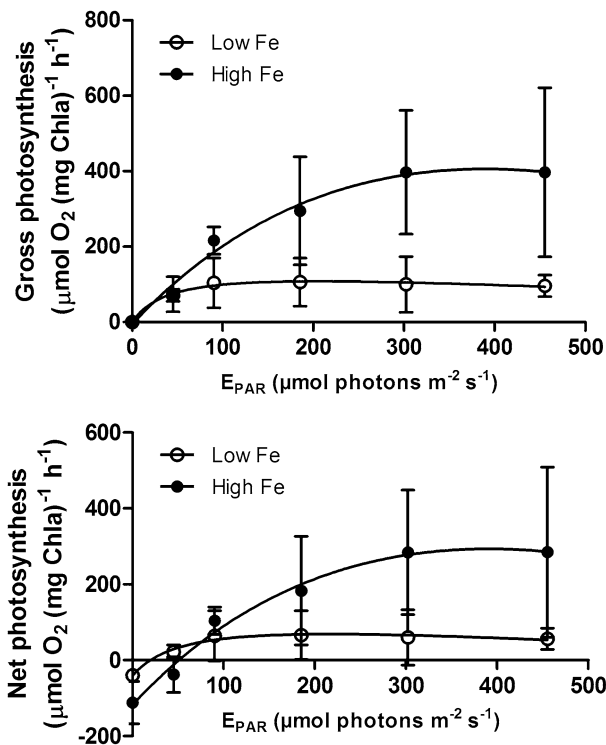 800
Low Fe
High Fe
600
400
200
0
Gross photosynthesis
(μmol O2 (mg Chla)-1 h-1)
0 100 200 300 400 500
EPAR (μmol photons m-2 s-1)
600
Low Fe
High Fe
400
200
0
-200
Net photosynthesis
(μmol O2 (mg Chla)-1 h-1)
100 200 300 400 500
EPAR (μmol photons m-2 s-1)